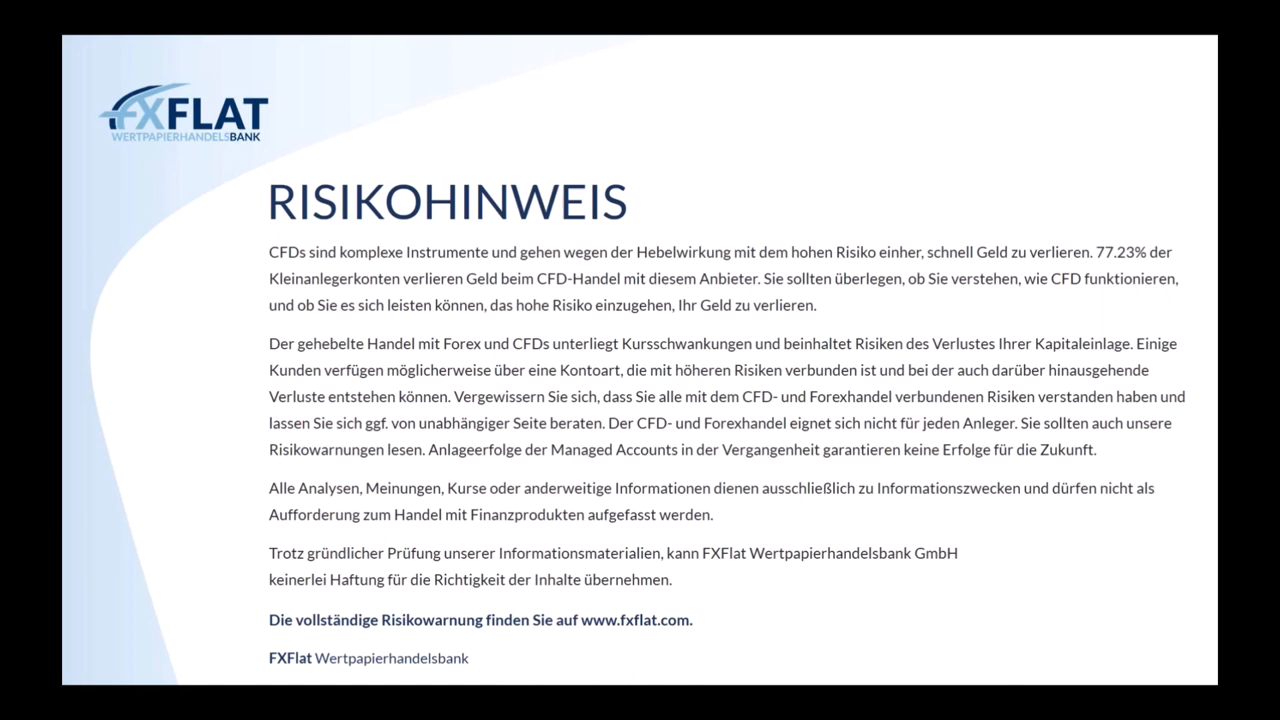 FXFLAT
WERTPAPIERHANDELSBANK
RISIKOHINWEIS
CFDs sind komplexe Instrumente und gehen wegen der Hebelwirkung mit dem hohen Risiko einher, schnell Geld zu verlieren. 77.23% der
Kleinanlegerkonten verlieren Geld beim CFD-Handel mit diesem Anbieter. Sie sollten überlegen, ob Sie verstehen, wie CFD funktionieren,
und ob Sie es sich leisten können, das hohe Risiko einzugehen, Ihr Geld zu verlieren.
Der gehebelte Handel mit Forex und CFDs unterliegt Kursschwankungen und beinhaltet Risiken des Verlustes Ihrer Kapitaleinlage. Einige
Kunden verfügen möglicherweise über eine Kontoart, die mit höheren Risiken verbunden ist und bei der auch darüber hinausgehende
Verluste entstehen können. Vergewissern Sie sich, dass Sie alle mit dem CFD- und Forexhandel verbundenen Risiken verstanden haben und
lassen Sie sich ggf. von unabhängiger Seite beraten. Der CFD- und Forexhandel eignet sich nicht für jeden Anleger. Sie sollten auch unsere
Risikowarnungen lesen. Anlageerfolge der Managed Accounts in der Vergangenheit garantieren keine Erfolge für die Zukunft.
Alle Analysen, Meinungen, Kurse oder anderweitige Informationen dienen ausschließlich zu Informationszwecken und dürfen nicht als
Aufforderung zum Handel mit Finanzprodukten aufgefasst werden.
Trotz gründlicher Prüfung unserer Informationsmaterialien, kann FXFlat Wertpapierhandelsbank GmbH
keinerlei Haftung für die Richtigkeit der Inhalte übernehmen.
Die vollständige Risikowarnung finden Sie auf www.fxflat.com.
FXFlat Wertpapierhandelsbank